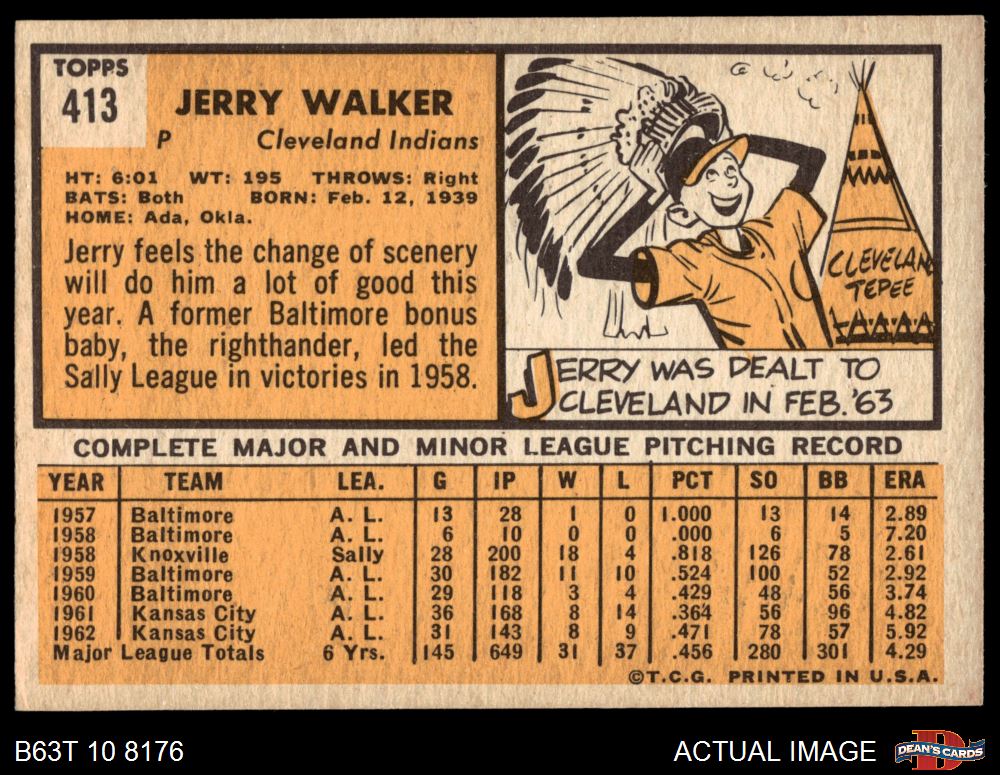 TOPPS
413
JERRY WALKER
P Cleveland Indians
HT: 6:01 WT: 195 THROWS: Right
BATS: Both BORN: Feb. 12, 1939
HOME: Ada, Okla.
Jerry feels the change of scenery
will do him a lot of good this
year. A former Baltimore bonus
baby, the righthander, led the
Sally League in victories in 1958.
CLEVELAN
TEPEE
JERRY WAS DEALT TO
CLEVELAND IN FEB. '63
COMPLETE MAJOR AND MINOR LEAGUE PITCHING RECORD
YEAR TEAM LEA. G IP W L PCT SO BB ERA
1957 Baltimore A. L. 13 28 1 0 1.000 13 14 2.89
1958 Baltimore A. L. 6 10 0 0 .000 6 5 7.20
1958 Knoxville Sally 28 200 18 4 .818 126 78 2.61
1959 Baltimore A. L. 30 182 11 10 .524 100 52 2.92
1960 Baltimore A. L. 29 118 3 4 .429 48 56 3.74
1961 Kansas City A. L. 36 168 8 14 .364 56 96 4.82
1962 Kansas City A. L. 31 143 8 9 .471 78 57 5.92
Major League Totals 6 Yrs. 145 649 31 37 .456 280 301 4.29
©T.C.G. PRINTED IN U.S.A.
B63T 10 8176
ACTUAL IMAGE
DEAN'S CARDS